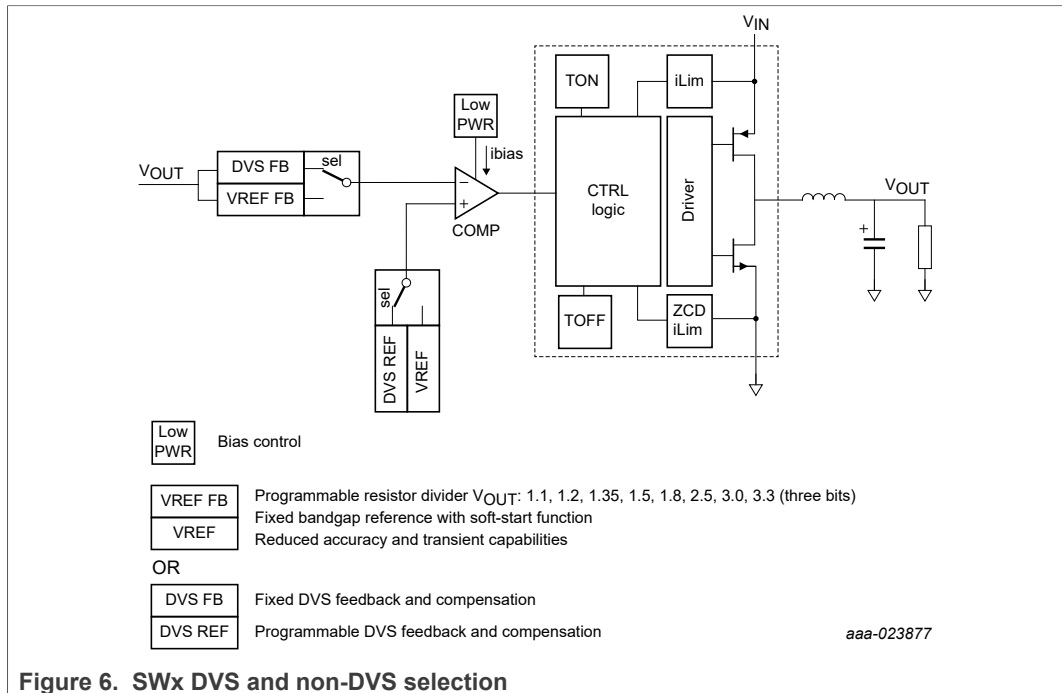 VIN
TON
iLim
Low
PWR
ibias
VOUT
DVS FB
VREF FB
sel
−
+
COMP
CTRL
logic
Driver
VOUT
+
sel
DVS REF
VREF
TOFF
ZCD
iLim
Low
PWR
Bias control
VREF FB
VREF
Programmable resistor divider VOUT: 1.1, 1.2, 1.35, 1.5, 1.8, 2.5, 3.0, 3.3 (three bits)
Fixed bandgap reference with soft-start function
Reduced accuracy and transient capabilities
OR
DVS FB
Fixed DVS feedback and compensation
DVS REF
Programmable DVS feedback and compensation
aaa-023877
Figure 6. SWx DVS and non-DVS selection